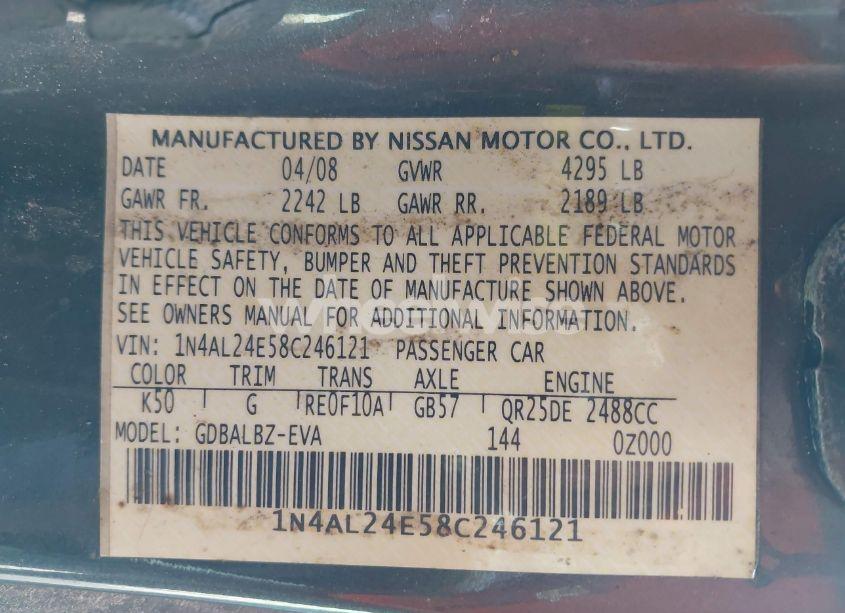 MANUFACTURED BY NISSAN MOTOR CO., LTD.
DATE 04/08 GVWR 4295 LB
GAWR FR. 2242 LB GAWR RR. 2189 LB
THIS VEHICLE CONFORMS TO ALL APPLICABLE FEDERAL MOTOR
VEHICLE SAFETY, BUMPER AND THEFT PREVENTION STANDARDS
IN EFFECT ON THE DATE OF MANUFACTURE SHOWN ABOVE.
SEE OWNERS MANUAL FOR ADDITIONAL INFORMATION.
VIN: 1N4AL24E58C246121 PASSENGER CAR
COLOR TRIM TRANS AXLE ENGINE
K50 G RE0F10A GB57 QR25DE 2488CC
MODEL: GDBALBZ-EVA 144 0Z000
1N4AL24E58C246121